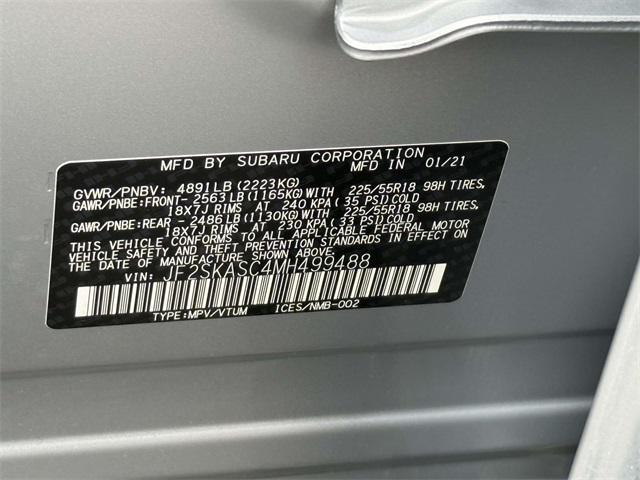 MFD BY SUBARU CORPORATION
MFD IN 01/21
GVWR/PNBV: 4891LB(2223KG)
GAWR/PNBE:FRONT- 2563LB(1165KG)WITH 225/55R18 98H TIRES,
18X7J RIMS AT 240 KPA(35 PSI)COLD
GAWR/PNBE:REAR - 2486LB(1130KG)WITH 225/55R18 98H TIRES,
18X7J RIMS AT 230 KPA(33 PSI)COLD
THIS VEHICLE CONFORMS TO ALL APPLICABLE FEDERAL MOTOR
VEHICLE SAFETY, BUMPER, AND THEFT PREVENTION STANDARDS IN EFFECT ON
THE DATE OF MANUFACTURE SHOWN ABOVE.
VIN: JF2SKASC4MH499488
TYPE:MPV/VTUM ICES/NMB-002